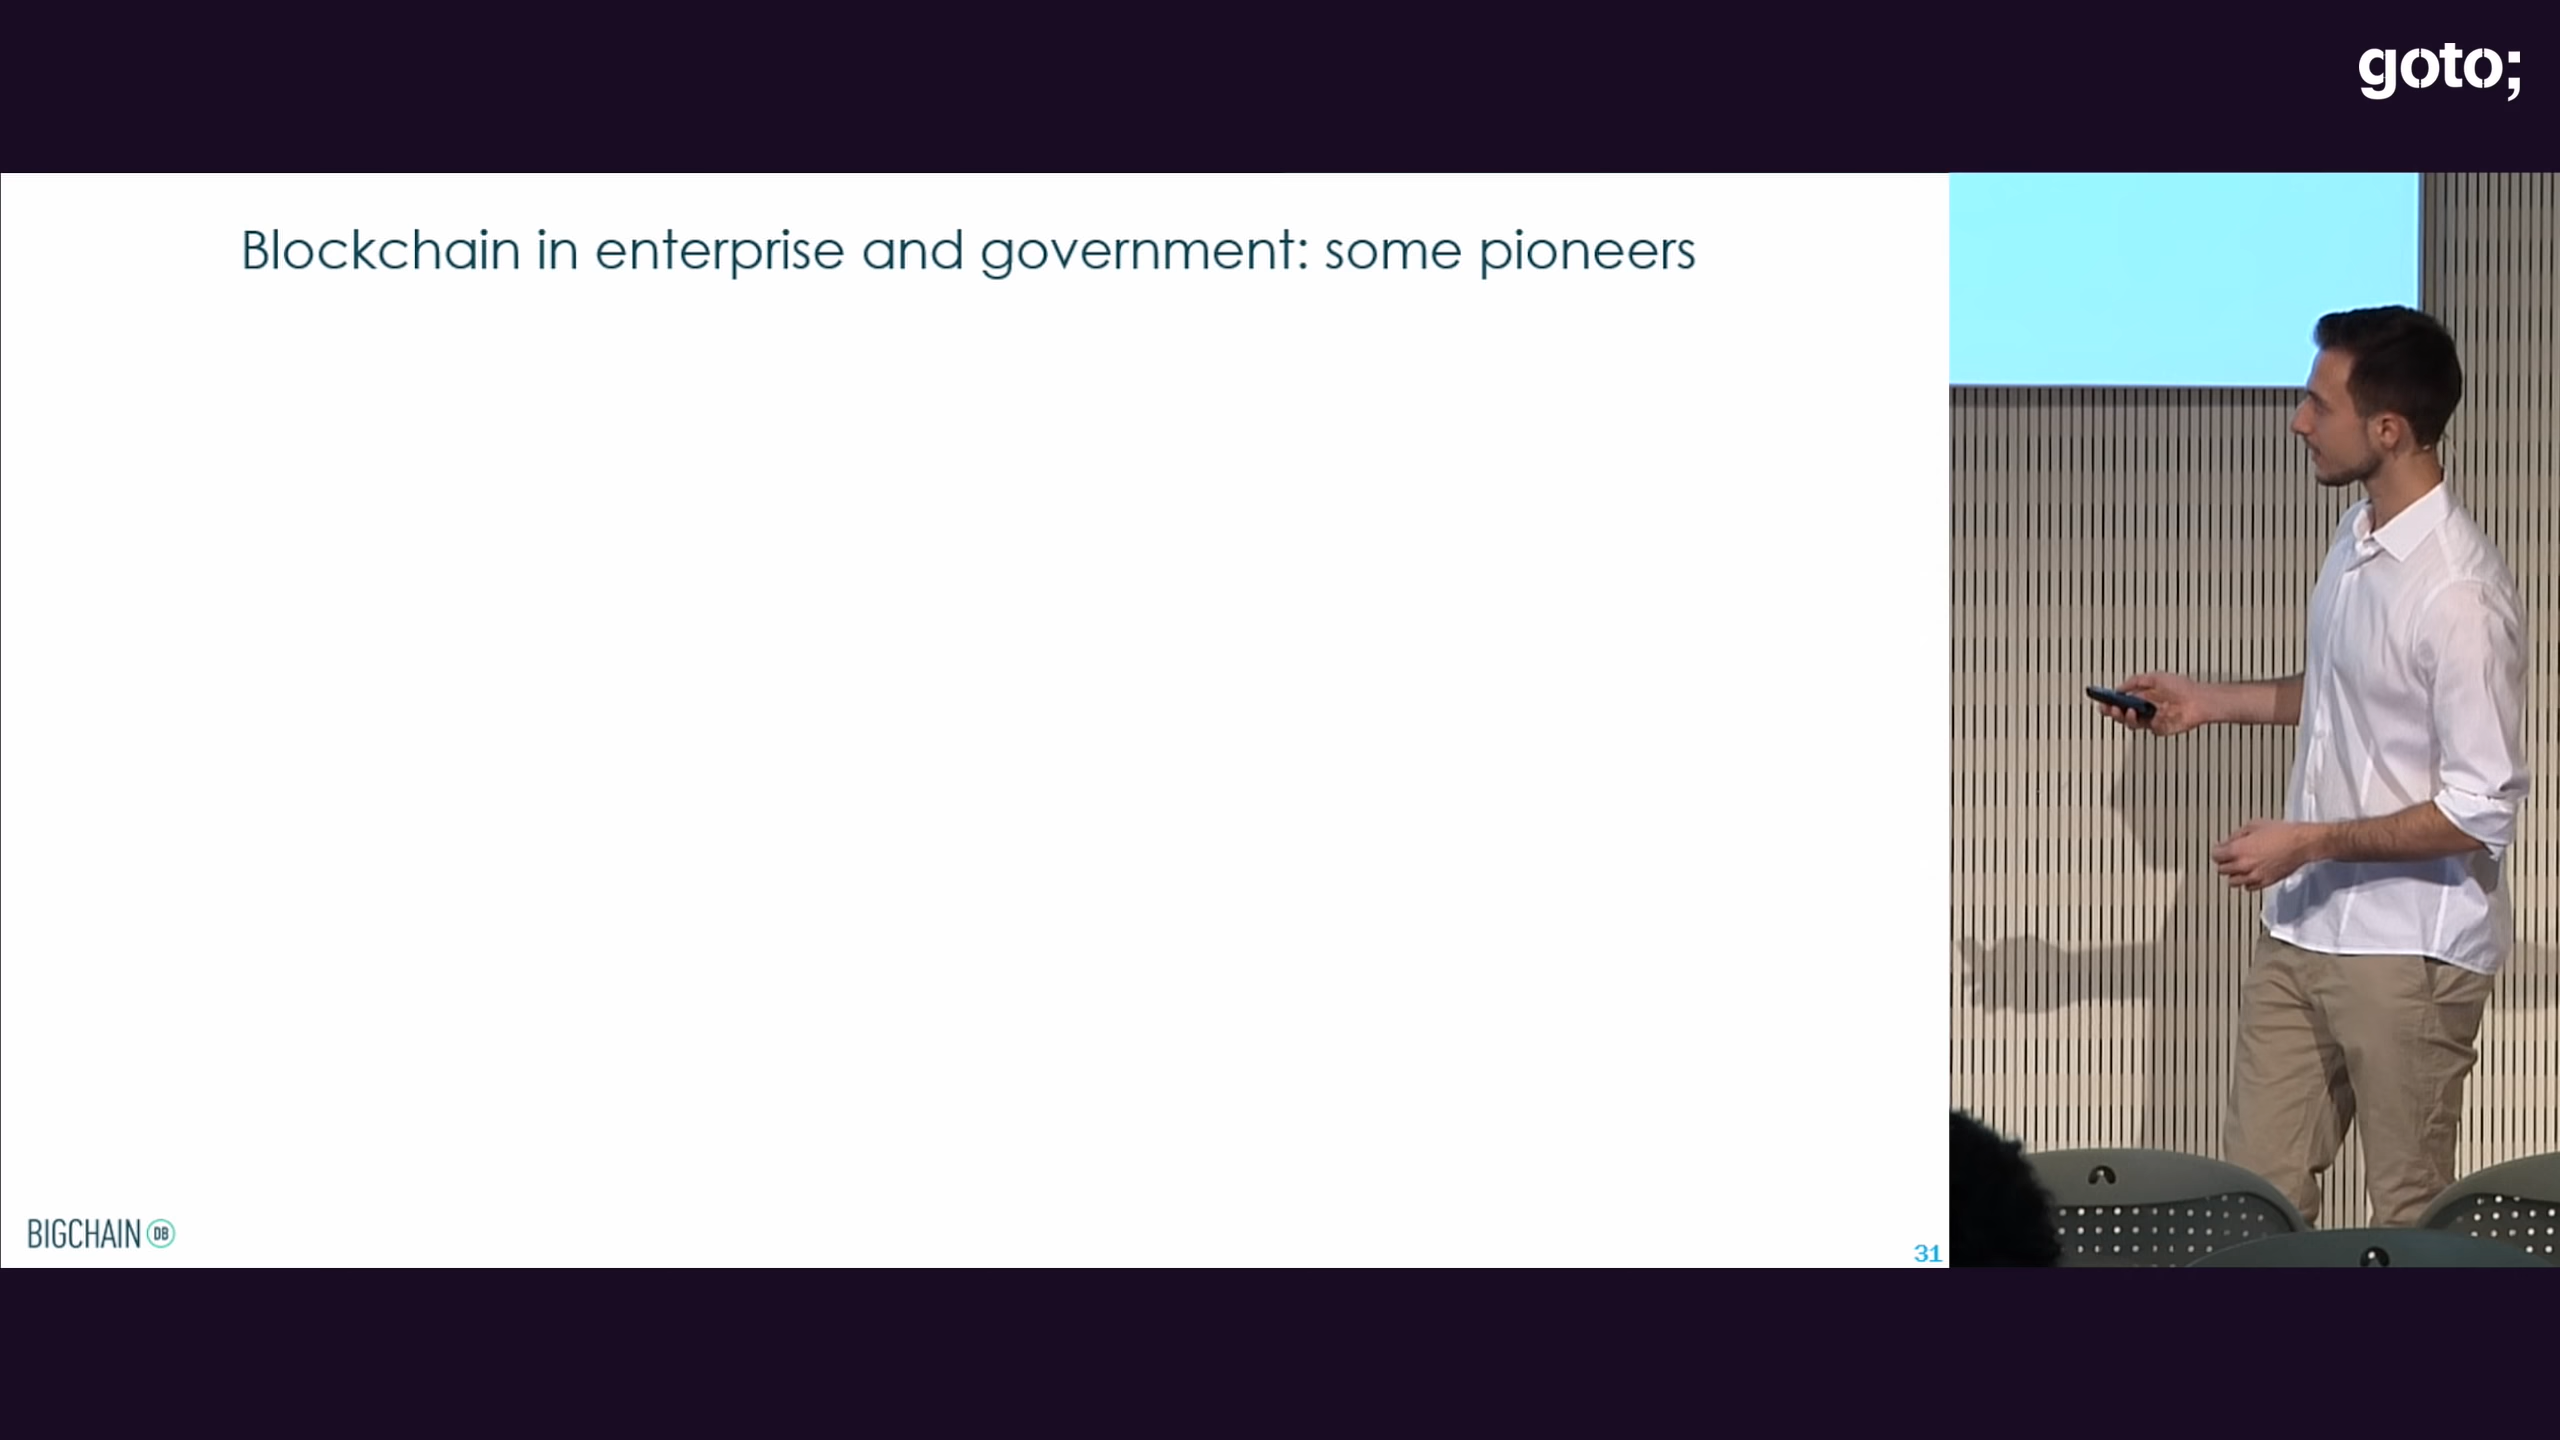 goto;
Blockchain in enterprise and government: some pioneers
BIGCHAIN DB
31